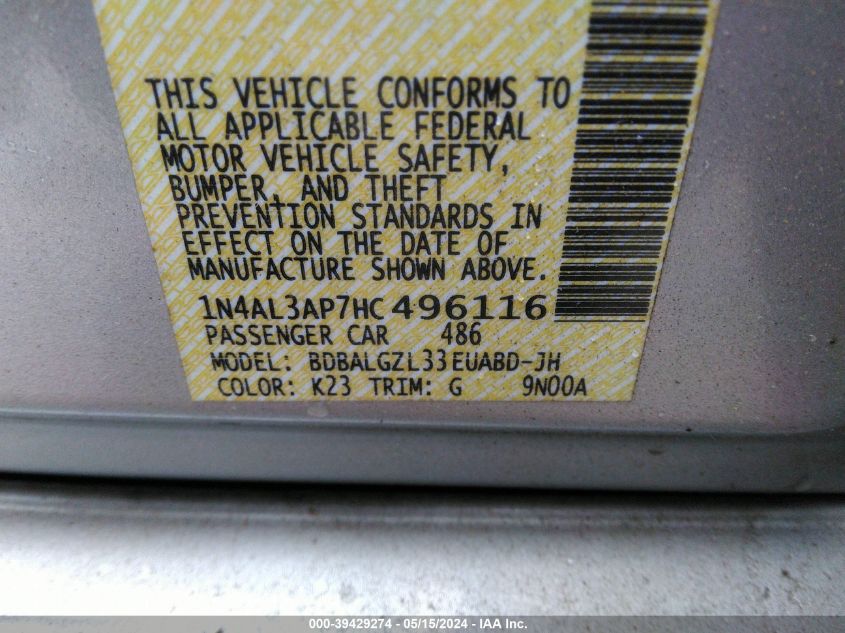 THIS VEHICLE CONFORMS TO
ALL APPLICABLE FEDERAL
MOTOR VEHICLE SAFETY,
BUMPER, AND THEFT
PREVENTION STANDARDS IN
EFFECT ON THE DATE OF
MANUFACTURE SHOWN ABOVE.
1N4AL3AP7HC496116
PASSENGER CAR 486
MODEL: BDBALGZL33EUABD-JH
COLOR: K23 TRIM: G 9N00A
000-39429274 - 05/15/2024 - IAA Inc.